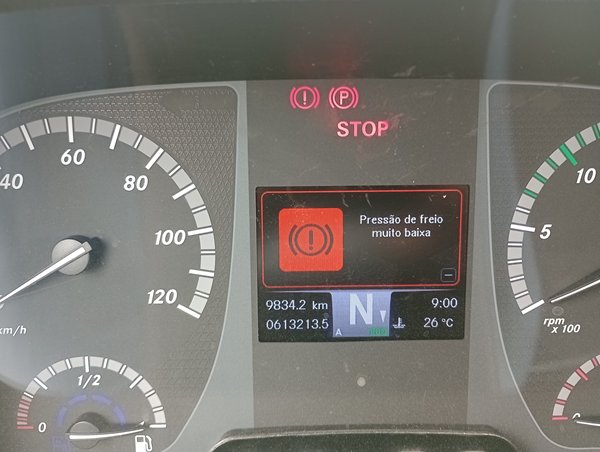 P
STOP
40
60
80
100
120
km/h
Pressão de freio
muito baixa
9834.2 km
9:00
0613213.5
N
A
26 °C
5
10
rpm
x 100
0
1/2